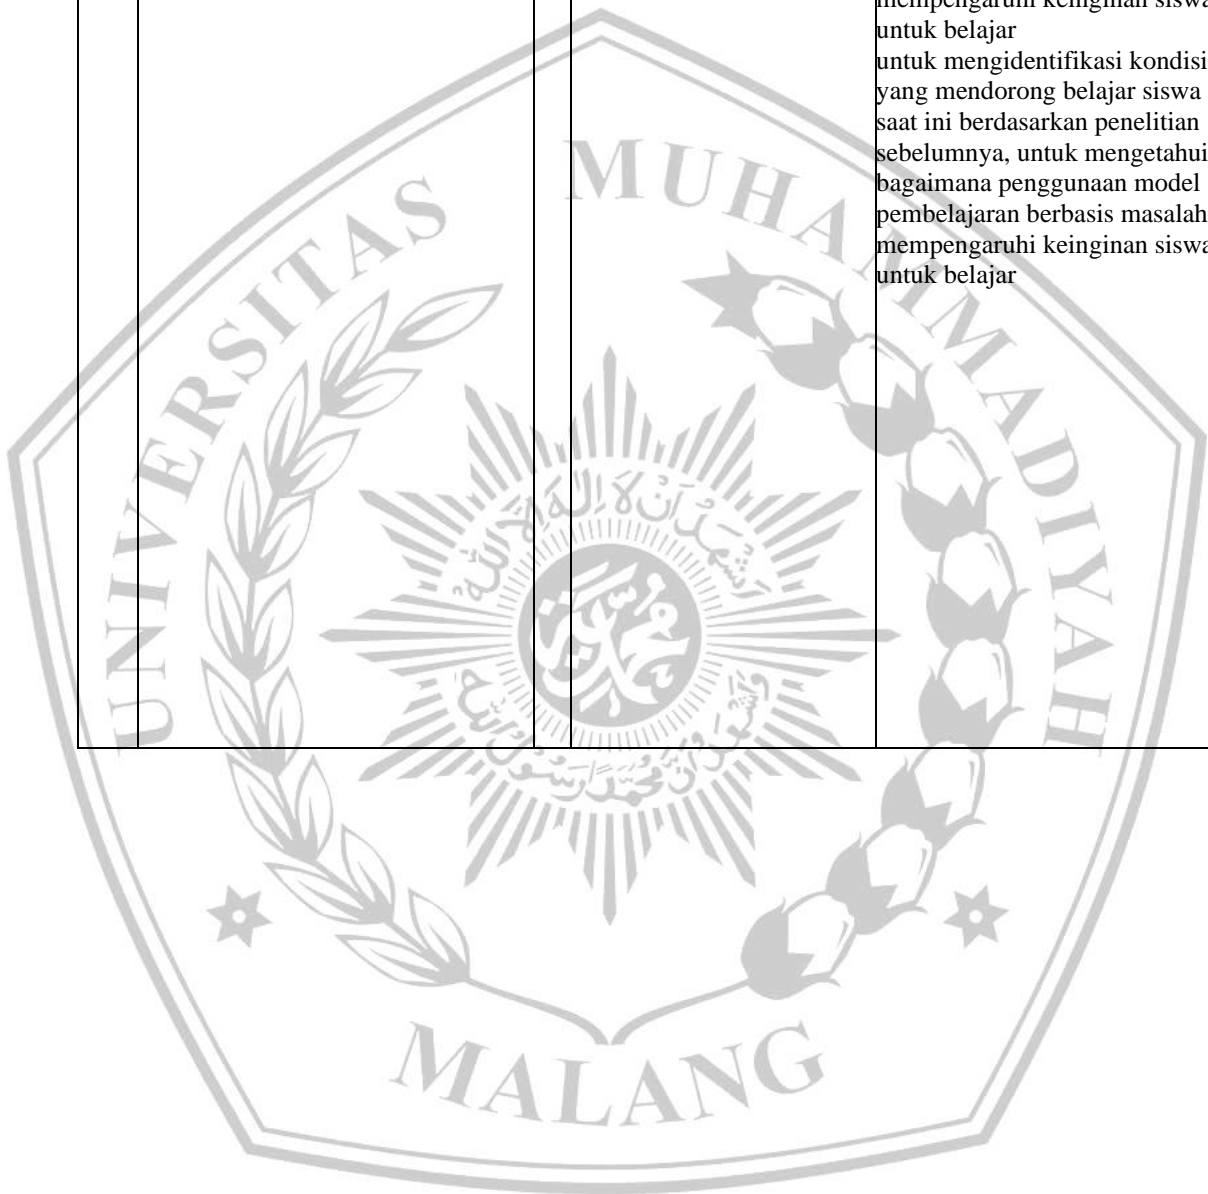 mempengaruhi keinginan siswa
untuk belajar
untuk mengidentifikasi kondisi
yang mendorong belajar siswa
saat ini berdasarkan penelitian
sebelumnya, untuk mengetahui
bagaimana penggunaan model
pembelajaran berbasis masalah
mempengaruhi keinginan siswa
untuk belajar
UNIVERSITAS MUHAMMADIYAH
MALANG